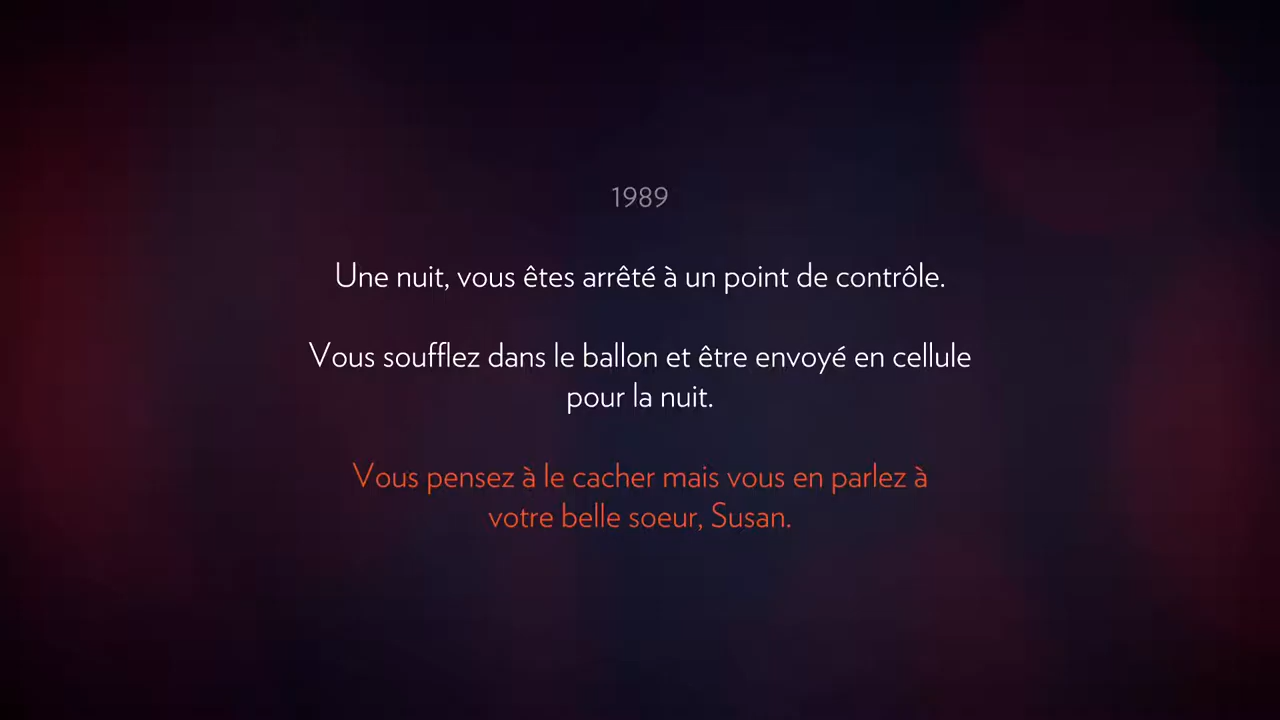 1989
Une nuit, vous êtes arrêté à un point de contrôle.
Vous soufflez dans le ballon et être envoyé en cellule
pour la nuit.
Vous pensez à le cacher mais vous en parlez à
votre belle soeur, Susan.